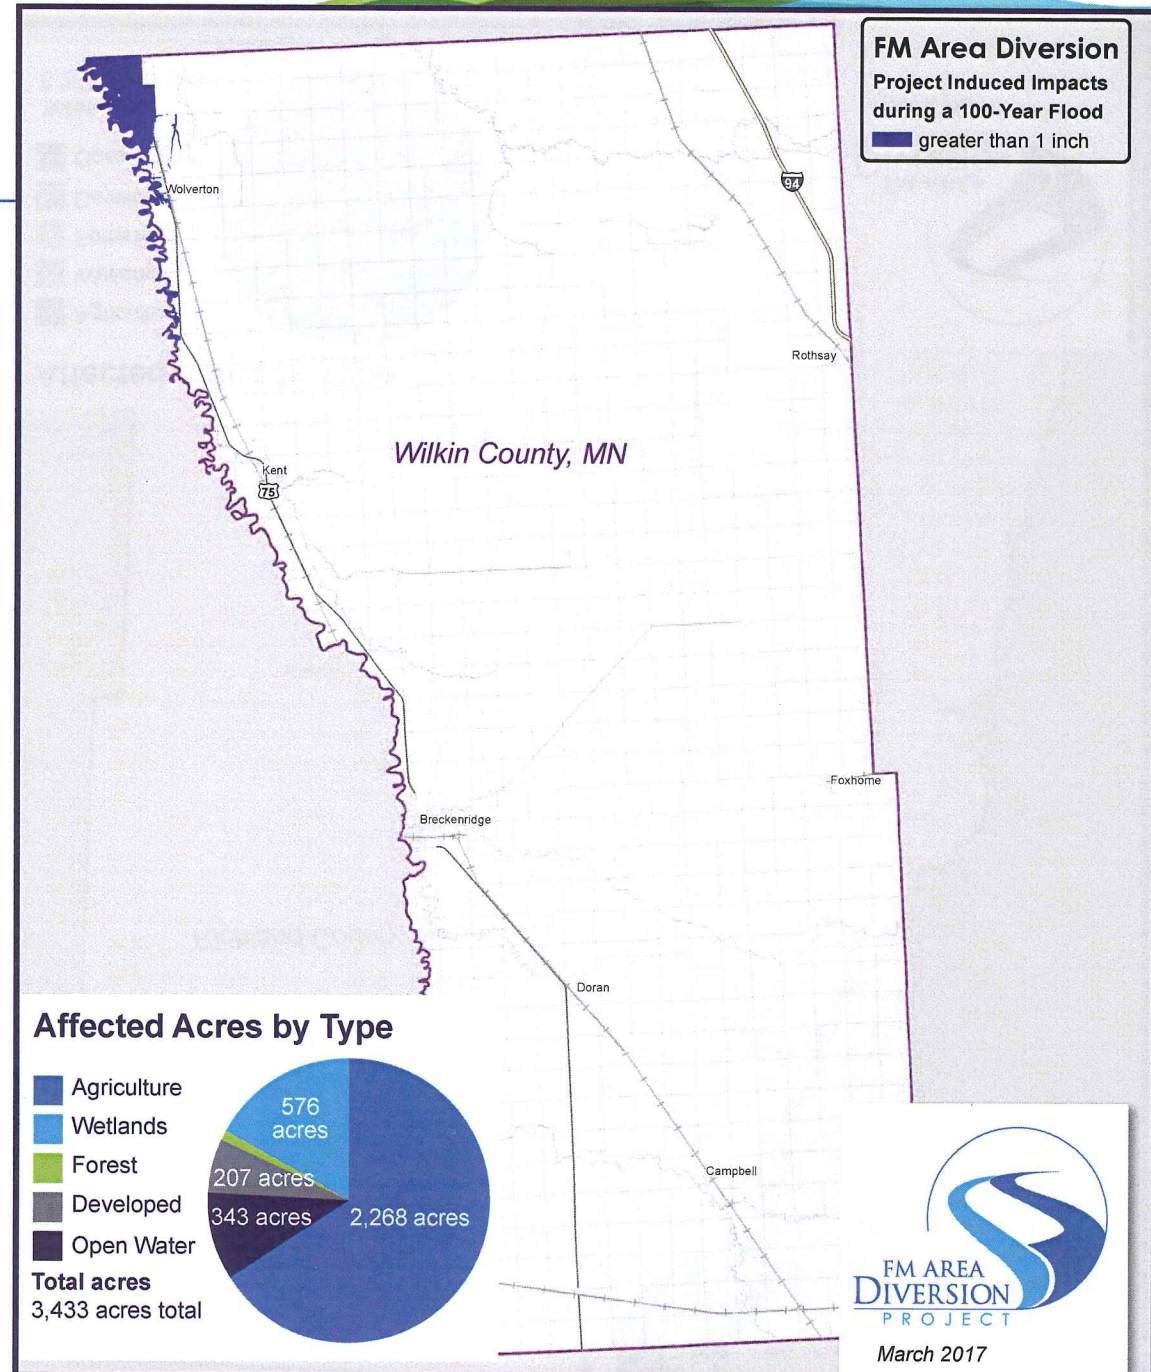 FM Area Diversion
Project Induced Impacts
during a 100-Year Flood
greater than 1 inch
94
Wolverton
Rothsay
Wilkin County, MN
Kent
75
Foxhome
Breckenridge
Doran
Campbell
Affected Acres by Type
Agriculture
Wetlands
Forest
Developed
Open Water
Total acres
3,433 acres total
576
acres
207 acres
343 acres
2,268 acres
FM AREA
DIVERSION
PROJECT
March 2017